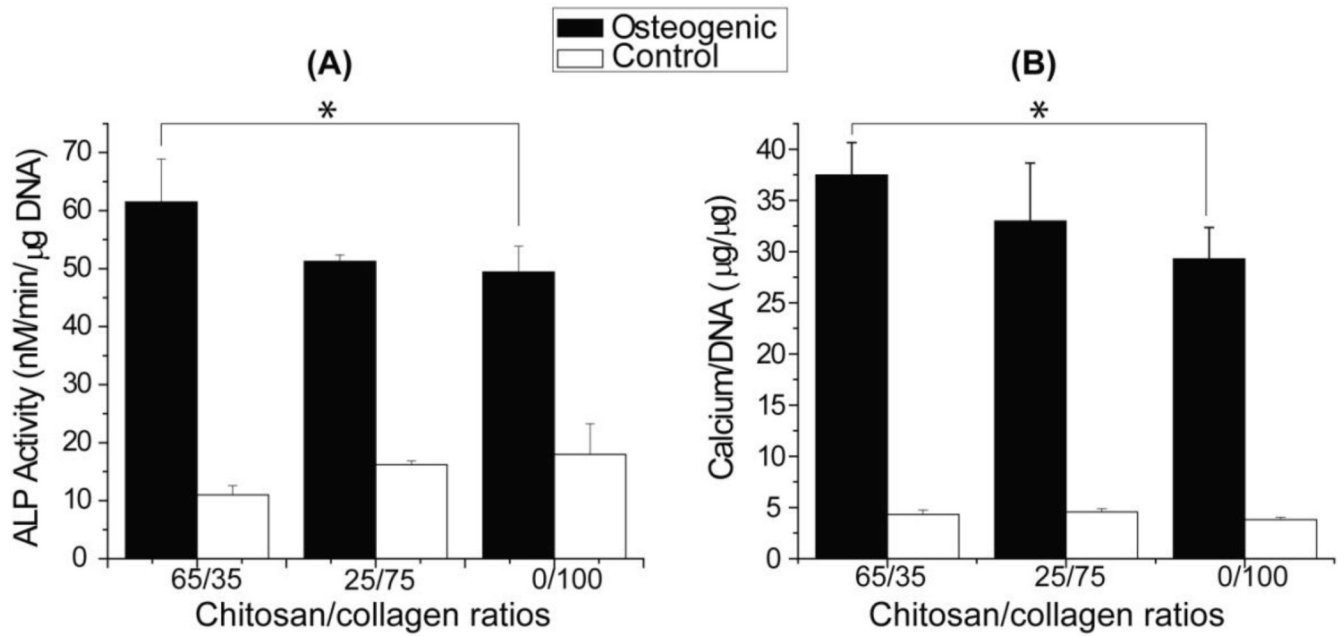 Osteogenic
Control
(A)
*
ALP Activity (nM/min/µg DNA)
70
60
50
40
30
20
10
0
65/35 25/75 0/100
Chitosan/collagen ratios
(B)
*
Calcium/DNA (µg/µg)
40
35
30
25
20
15
10
5
0
65/35 25/75 0/100
Chitosan/collagen ratios